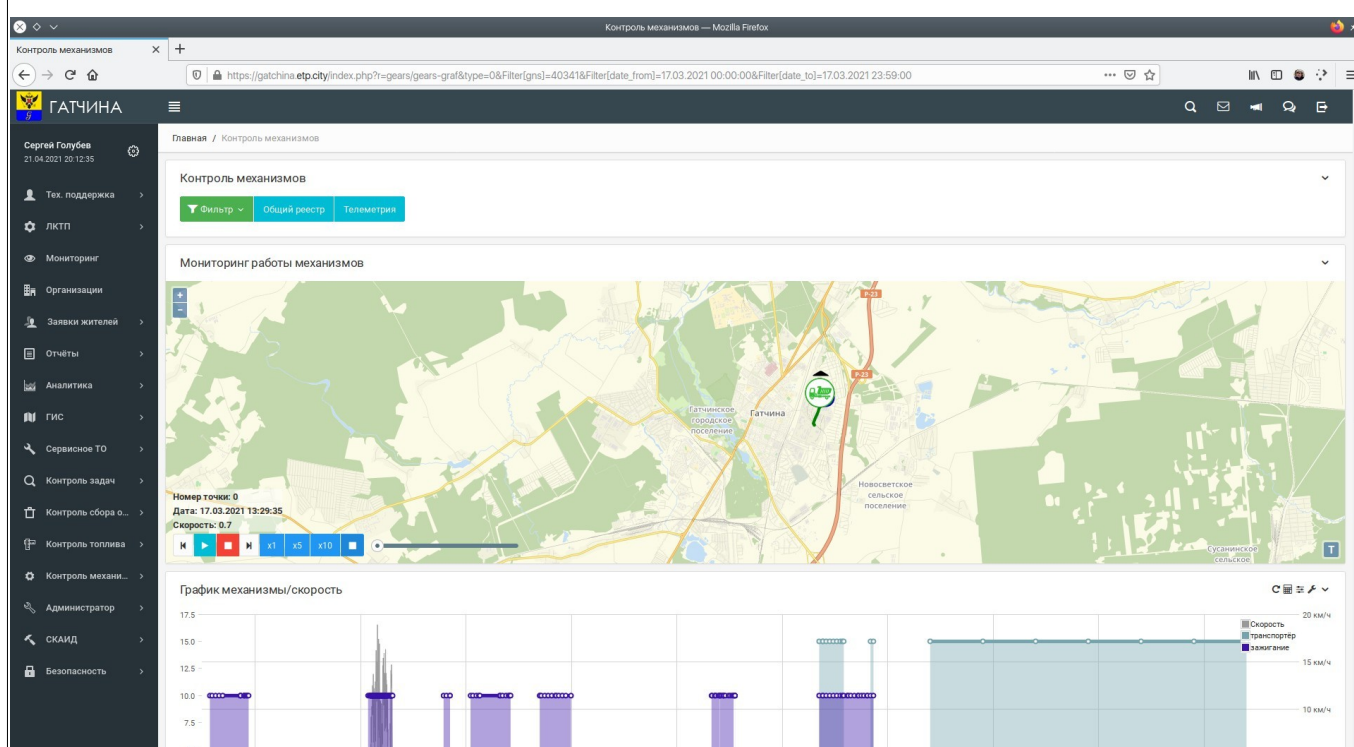 Контроль механизмов — Mozilla Firefox
Контроль механизмов
https://gatchina.etp.city/index.php?r=gears/gears-graf&type=0&Filter[gns]=40341&Filter[date_from]=17.03.2021 00:00:00&Filter[date_to]=17.03.2021 23:59:00
ГАТЧИНА
Сергей Голубев
21.04.2021 20:12:35
Тех. поддержка
ЛКТП
Мониторинг
Организации
Заявки жителей
Отчёты
Аналитика
ГИС
Сервисное ТО
Контроль задач
Контроль сбора о...
Контроль топлива
Контроль механи...
Администратор
СКАИД
Безопасность
Главная / Контроль механизмов
Контроль механизмов
Фильтр
Общий реестр
Телеметрия
Мониторинг работы механизмов
+
-
Р-23
Р-23
Гатчинское
городское
поселение
Гатчина
Новосветское
сельское
поселение
Сусанинское
сельское
Номер точки: 0
Дата: 17.03.2021 13:29:35
Скорость: 0.7
x1 x5 x10
T
График механизмы/скорость
17.5
15.0
12.5
10.0
7.5
20 км/ч
15 км/ч
10 км/ч
Скорость
транспортёр
зажигание